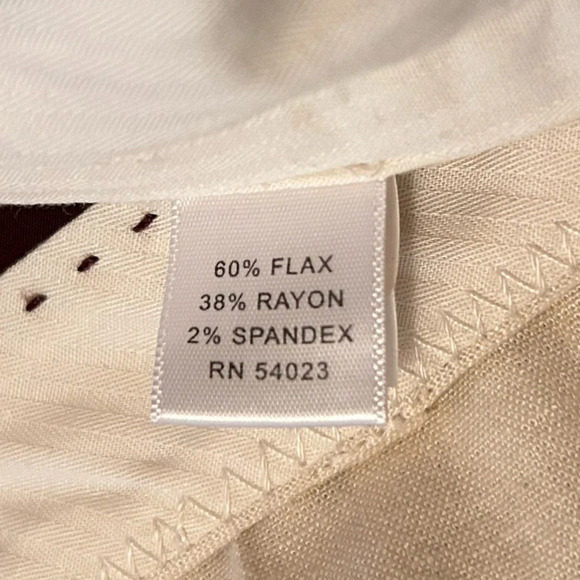 60% FLAX
38% RAYON
2% SPANDEX
RN 54023